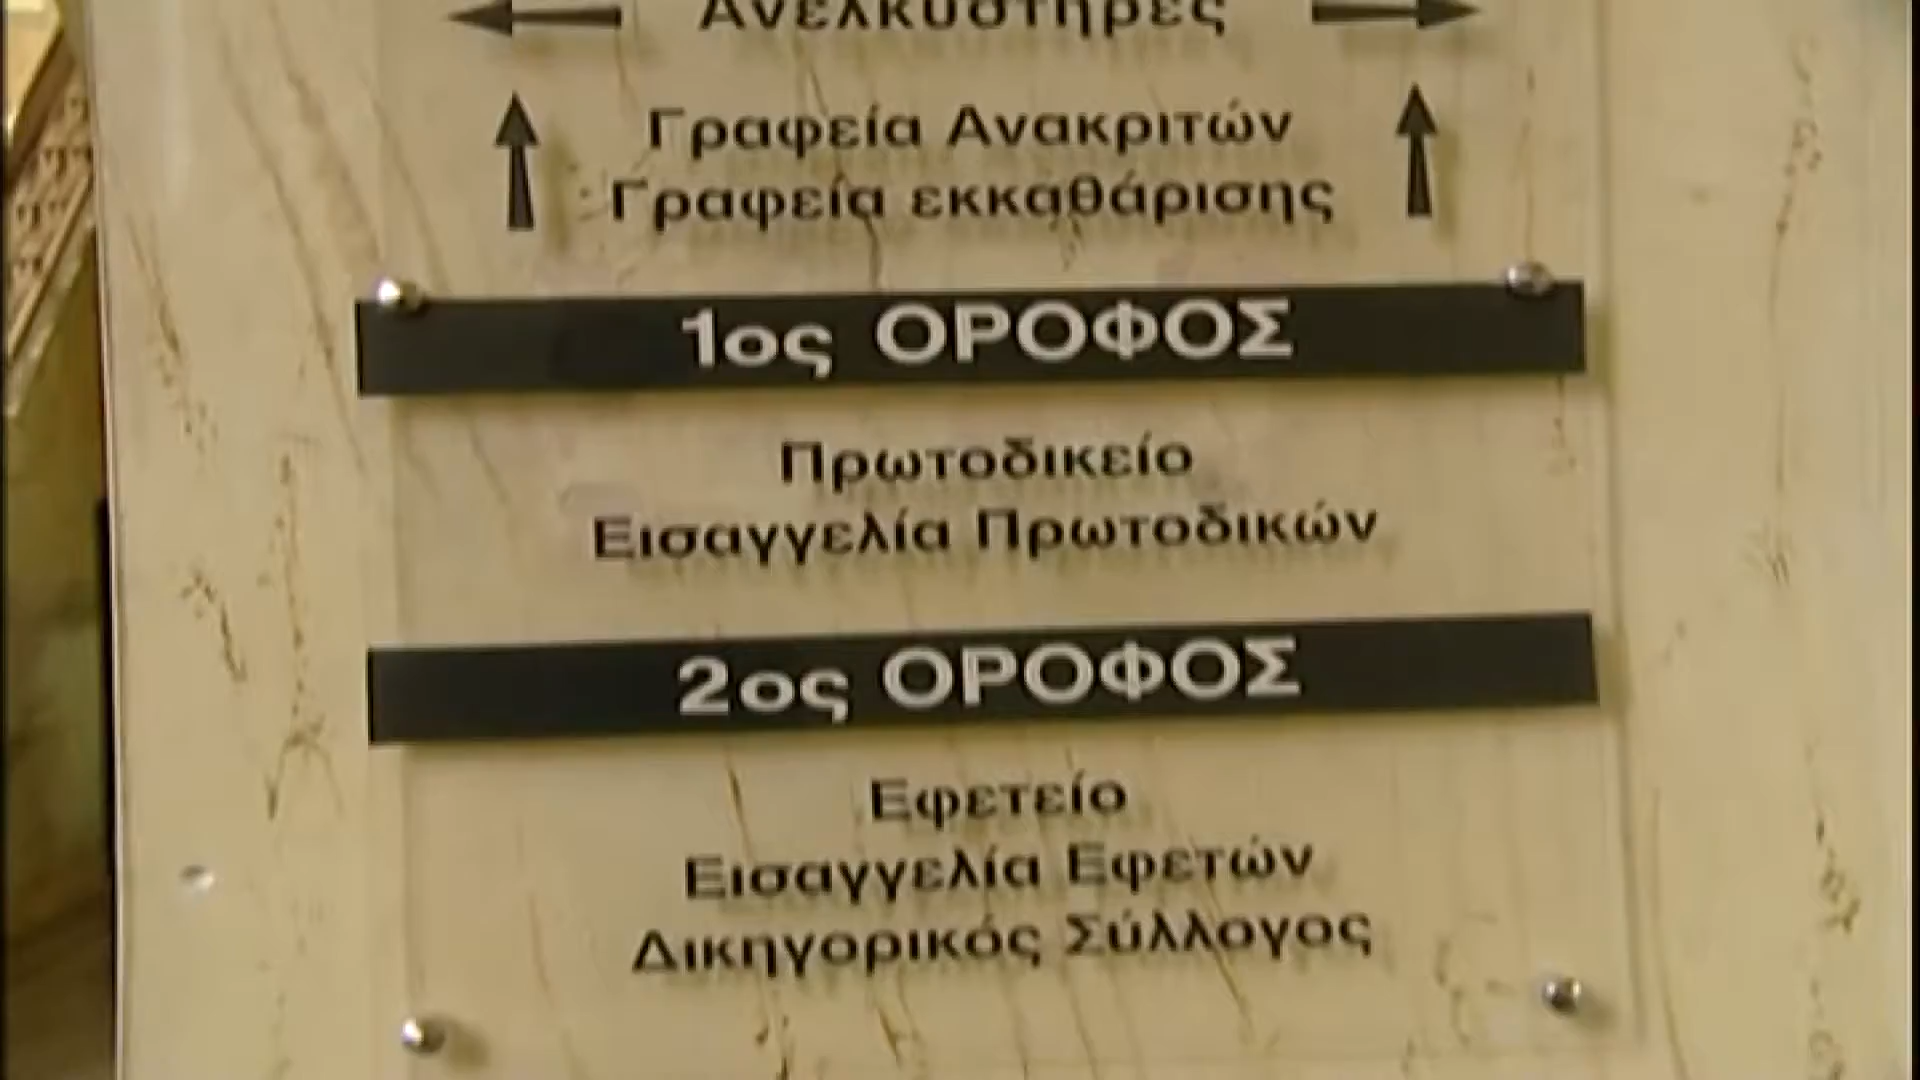 Ανελκυστήρες
Γραφεία Ανακριτών
Γραφεία εκκαθάρισης
1ος ΟΡΟΦΟΣ
Πρωτοδικείο
Εισαγγελία Πρωτοδικών
2ος ΟΡΟΦΟΣ
Εφετείο
Εισαγγελία Εφετών
Δικηγορικός Σύλλογος